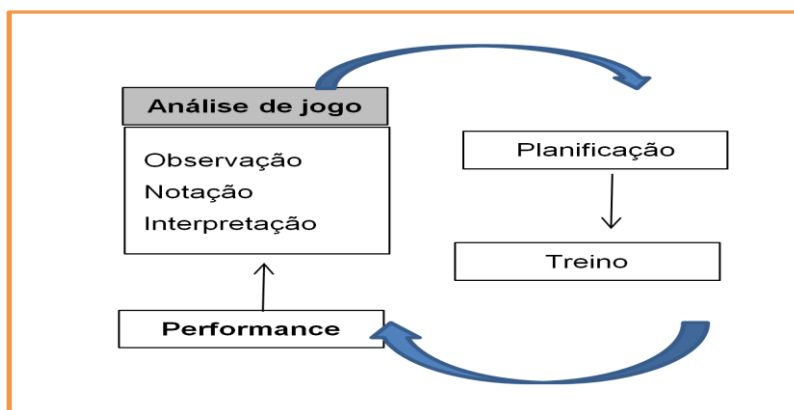 Análise de jogo
Observação
Notação
Interpretação
Performance
Planificação
Treino